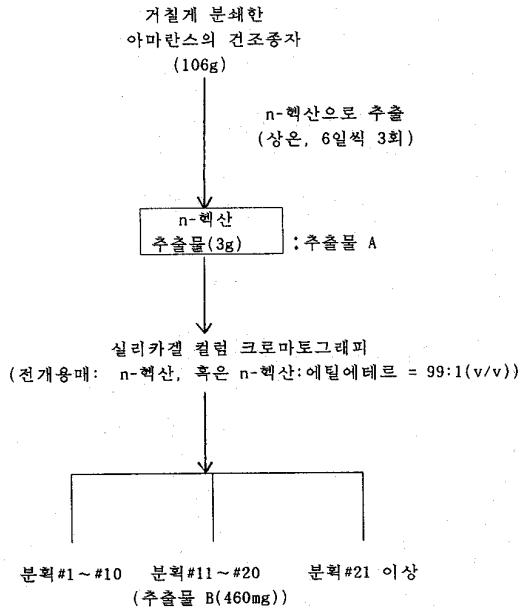 거칠게 분쇄한
아마란스의 건조종자
(106g)
n-헥산으로 추출
(상온, 6일씩 3회)
n-헥산
추출물(3g)
:추출물 A
실리카겔 컬럼 크로마토그래피
(전개용매: n-헥산, 혹은 n-헥산:에틸에테르 = 99:1(v/v))
분획#1~#10 분획#11~#20 분획#21 이상
(추출물 B(460mg))